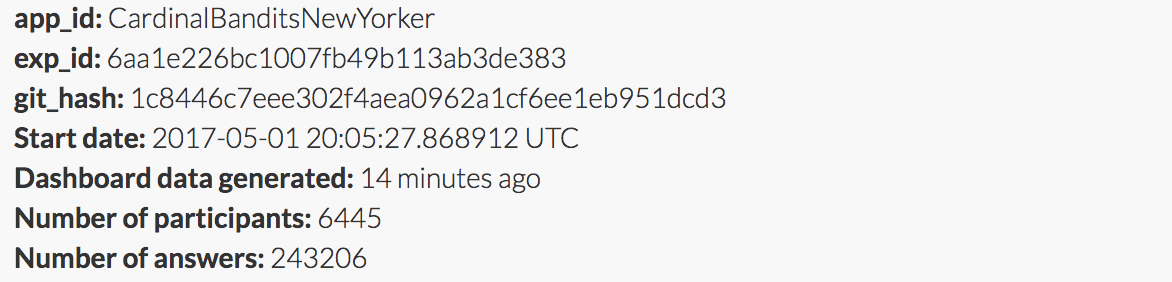 app_id: CardinalBanditsNewYorker
exp_id: 6aa1e226bc1007fb49b113ab3de383
git_hash: 1c8446c7eee302f4aea0962a1cf6ee1eb951dcd3
Start date: 2017-05-01 20:05:27.868912 UTC
Dashboard data generated: 14 minutes ago
Number of participants: 6445
Number of answers: 243206